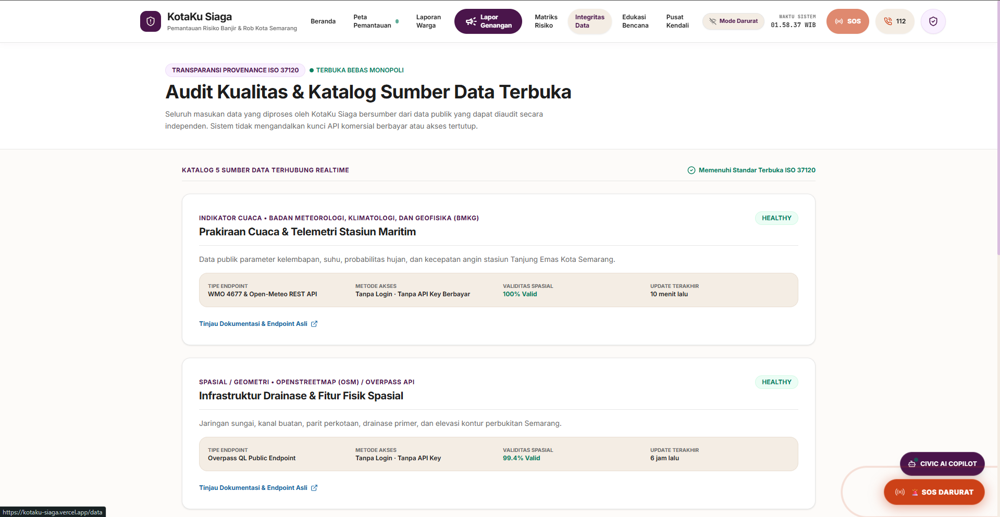 KotaKu Siaga
Pemantauan Risiko Banjir & Rob Kota Semarang
Beranda
Peta
Pemantauan
Laporan
Warga
Lapor
Genangan
Matriks
Risiko
Integritas
Data
Edukasi
Bencana
Pusat
Kendali
Mode Darurat
WAKTU SISTEM
01.58.37 WIB
SOS
112
TRANSPARANSI PROVENANCE ISO 37120
TERBUKA BEBAS MONOPOLI
Audit Kualitas & Katalog Sumber Data Terbuka
Seluruh masukan data yang diproses oleh KotaKu Siaga bersumber dari data publik yang dapat diaudit secara
independen. Sistem tidak mengandalkan kunci API komersial berbayar atau akses tertutup.
KATALOG 5 SUMBER DATA TERHUBUNG REALTIME
Memenuhi Standar Terbuka ISO 37120
INDIKATOR CUACA • BADAN METEOROLOGI, KLIMATOLOGI, DAN GEOFISIKA (BMKG)
HEALTHY
Prakiraan Cuaca & Telemetri Stasiun Maritim
Data publik parameter kelembapan, suhu, probabilitas hujan, dan kecepatan angin stasiun Tanjung Emas Kota Semarang.
TIPE ENDPOINT
WMO 4677 & Open-Meteo REST API
METODE AKSES
Tanpa Login · Tanpa API Key Berbayar
VALIDITAS SPASIAL
100% Valid
UPDATE TERAKHIR
10 menit lalu
Tinjau Dokumentasi & Endpoint Asli
SPASIAL / GEOMETRI • OPENSTREETMAP (OSM) / OVERPASS API
HEALTHY
Infrastruktur Drainase & Fitur Fisik Spasial
Jaringan sungai, kanal buatan, parit perkotaan, drainase primer, dan elevasi kontur perbukitan Semarang.
TIPE ENDPOINT
Overpass QL Public Endpoint
METODE AKSES
Tanpa Login · Tanpa API Key
VALIDITAS SPASIAL
99.4% Valid
UPDATE TERAKHIR
6 jam lalu
Tinjau Dokumentasi & Endpoint Asli
CIVIC AI COPILOT
SOS DARURAT
https://kotaku-siaga.vercel.app/data